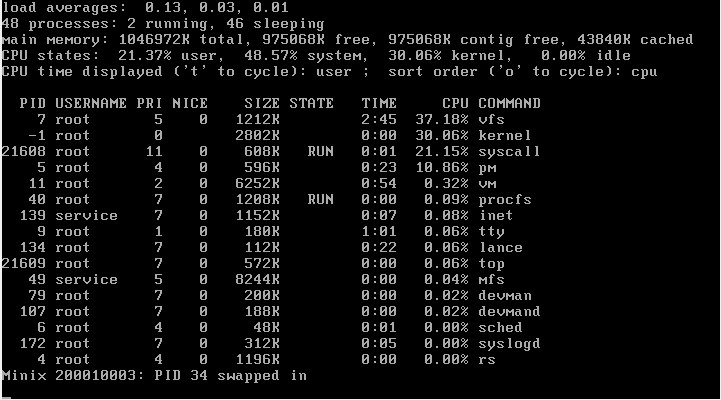 load averages:  0.13, 0.03, 0.01
48 processes: 2 running, 46 sleeping
main memory: 1046972K total, 975068K free, 975068K contig free, 43840K cached
CPU states:  21.37% user,  48.57% system,  30.06% kernel,   0.00% idle
CPU time displayed ('t' to cycle): user ;  sort order ('o' to cycle): cpu

  PID USERNAME PRI NICE    SIZE STATE   TIME     CPU COMMAND
    7 root       5    0   1212K         2:45  37.18% vfs
   -1 root       0        2802K         0:00  30.06% kernel
21608 root      11    0    608K   RUN   0:01  21.15% syscall
    5 root       4    0    596K         0:23  10.86% pm
   11 root       2    0   6252K         0:54   0.32% vm
   40 root       7    0   1208K   RUN   0:00   0.09% procfs
  139 service    7    0   1152K         0:07   0.08% inet
    9 root       1    0    180K         1:01   0.06% tty
  134 root       7    0    112K         0:22   0.06% lance
21609 root       7    0    572K         0:00   0.06% top
   49 service    5    0   8244K         0:00   0.04% mfs
   79 root       7    0    200K         0:00   0.02% devman
  107 root       7    0    188K         0:00   0.02% devmand
    6 root       4    0     48K         0:01   0.00% sched
  172 root       7    0    312K         0:05   0.00% syslogd
    4 root       4    0   1196K         0:00   0.00% rs
Minix 200010003: PID 34 swapped in